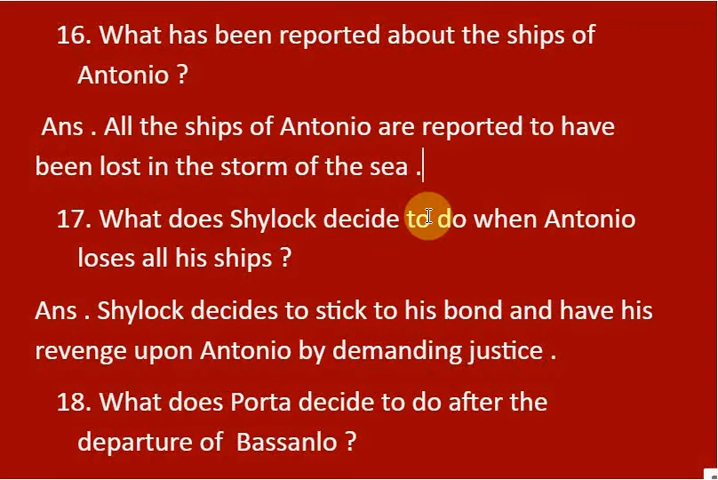 16. What has been reported about the ships of
Antonio ?
Ans . All the ships of Antonio are reported to have
been lost in the storm of the sea .
17. What does Shylock decide to do when Antonio
loses all his ships ?
Ans . Shylock decides to stick to his bond and have his
revenge upon Antonio by demanding justice .
18. What does Porta decide to do after the
departure of  Bassanlo ?